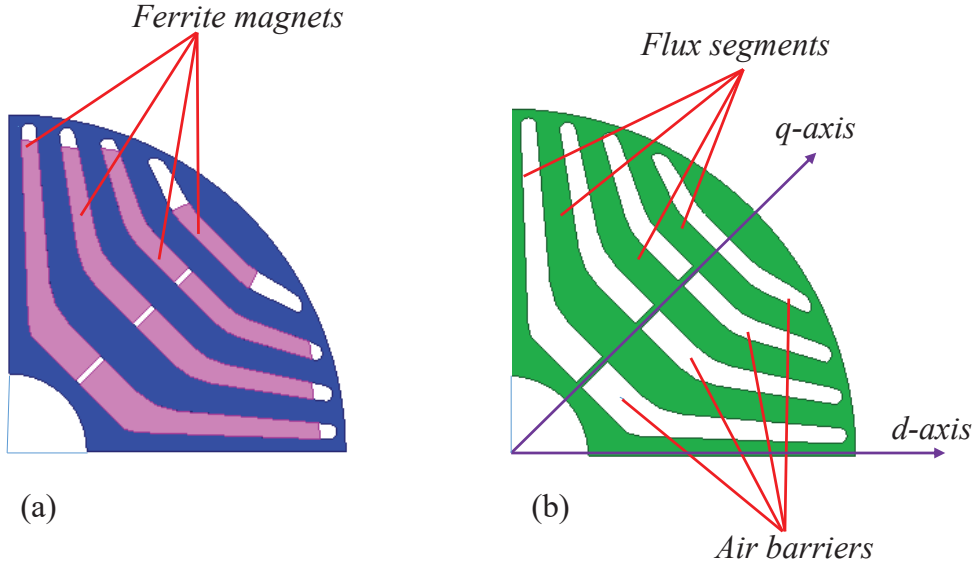 Ferrite magnets
Flux segments
q-axis
d-axis
(a)
(b)
Air barriers